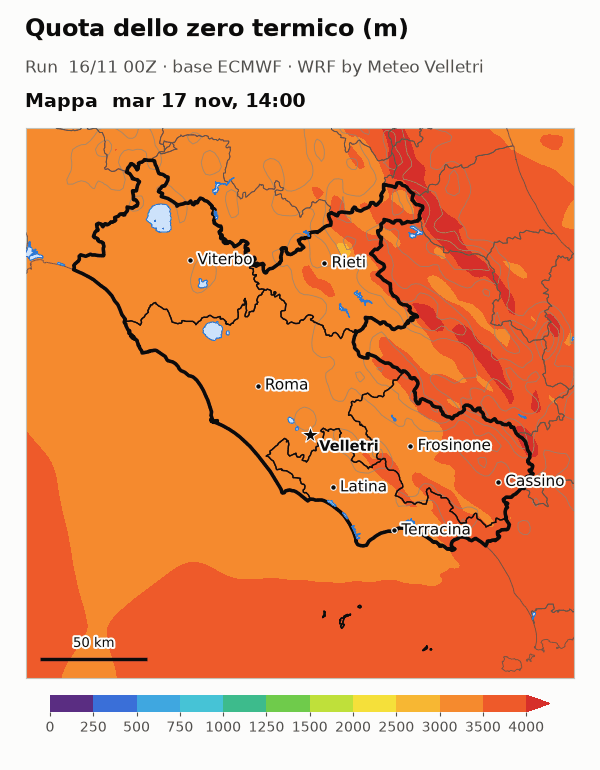 Quota dello zero termico (m)
Run  16/11 00Z · base ECMWF · WRF by Meteo Velletri
Mappa  mar 17 nov, 14:00
Viterbo
Rieti
Roma
Velletri
Frosinone
Latina
Cassino
Terracina
50 km
0 250 500 750 1000 1250 1500 2000 2500 3000 3500 4000